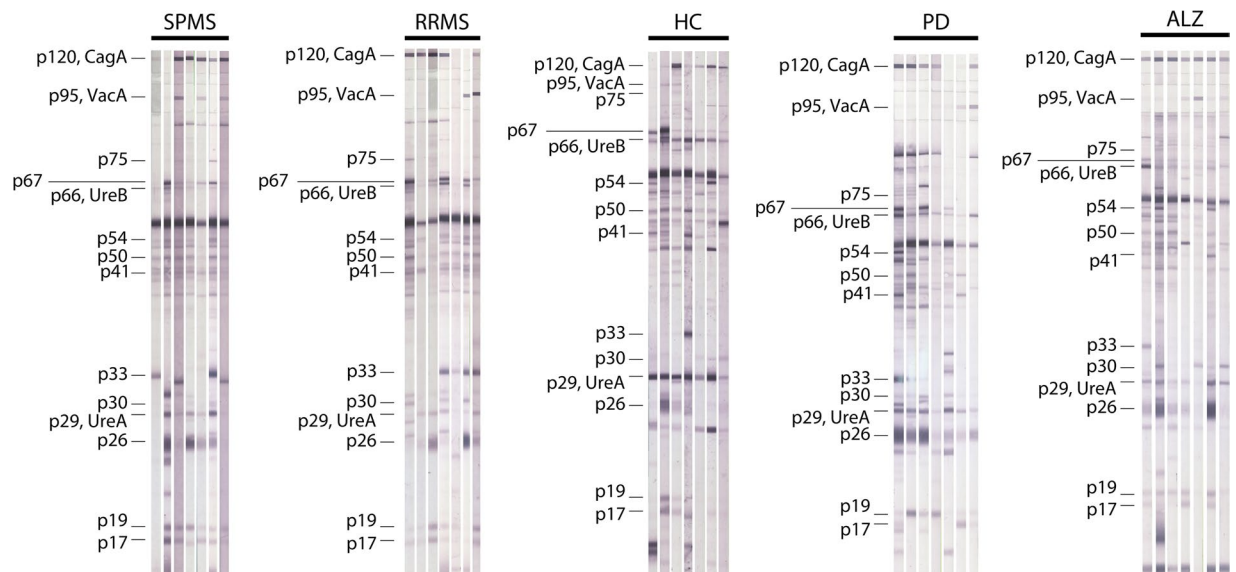 SPMS
p120, CagA
p95, VacA
p75
p67
p66, UreB
p54
p50
p41
p33
p30
p29, UreA
p26
p19
p17
RRMS
p120, CagA
p95, VacA
p75
p67
p66, UreB
p54
p50
p41
p33
p30
p29, UreA
p26
p19
p17
HC
p120, CagA
p95, VacA
p75
p67
p66, UreB
p54
p50
p41
p33
p30
p29, UreA
p26
p19
p17
PD
p120, CagA
p95, VacA
p75
p67
p66, UreB
p54
p50
p41
p33
p30
p29, UreA
p26
p19
p17
ALZ
p120, CagA
p95, VacA
p75
p67
p66, UreB
p54
p50
p41
p33
p30
p29, UreA
p26
p19
p17